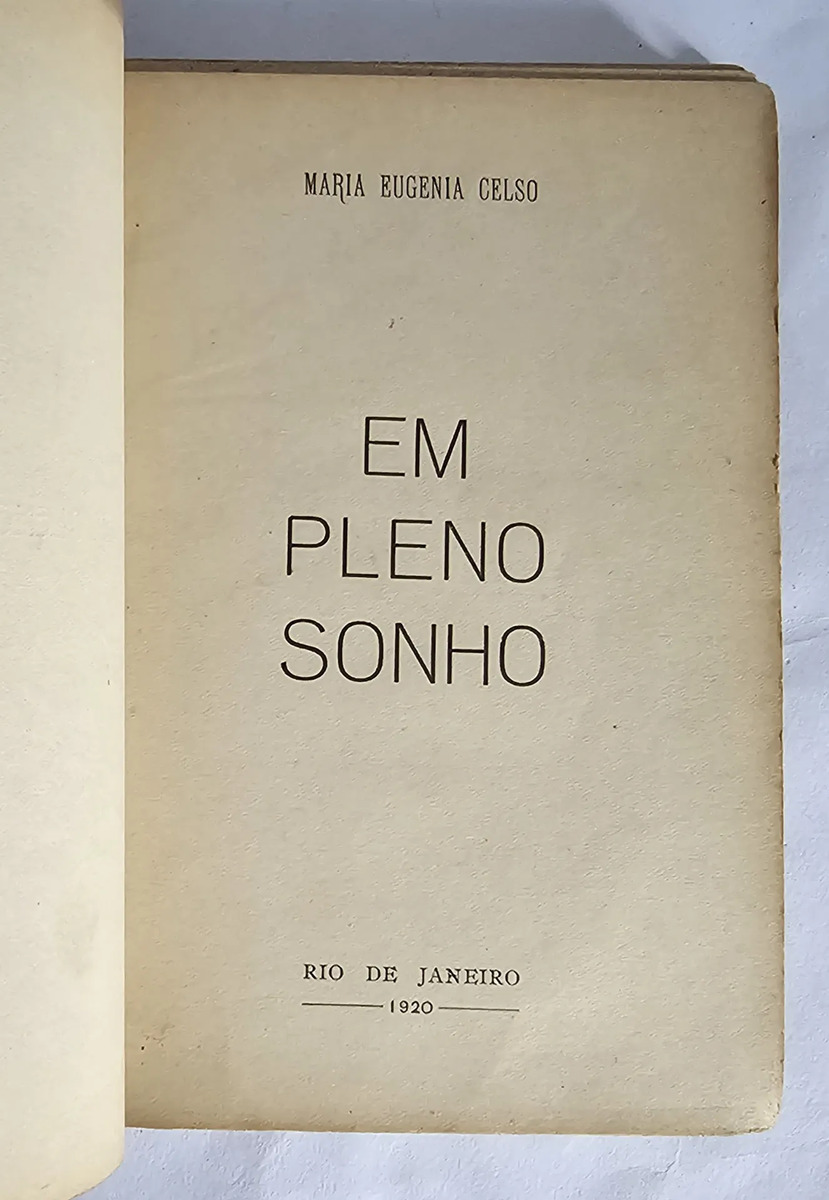 MARIA EUGENIA CELSO
EM
PLENO
SONHO
RIO DE JANEIRO
1920